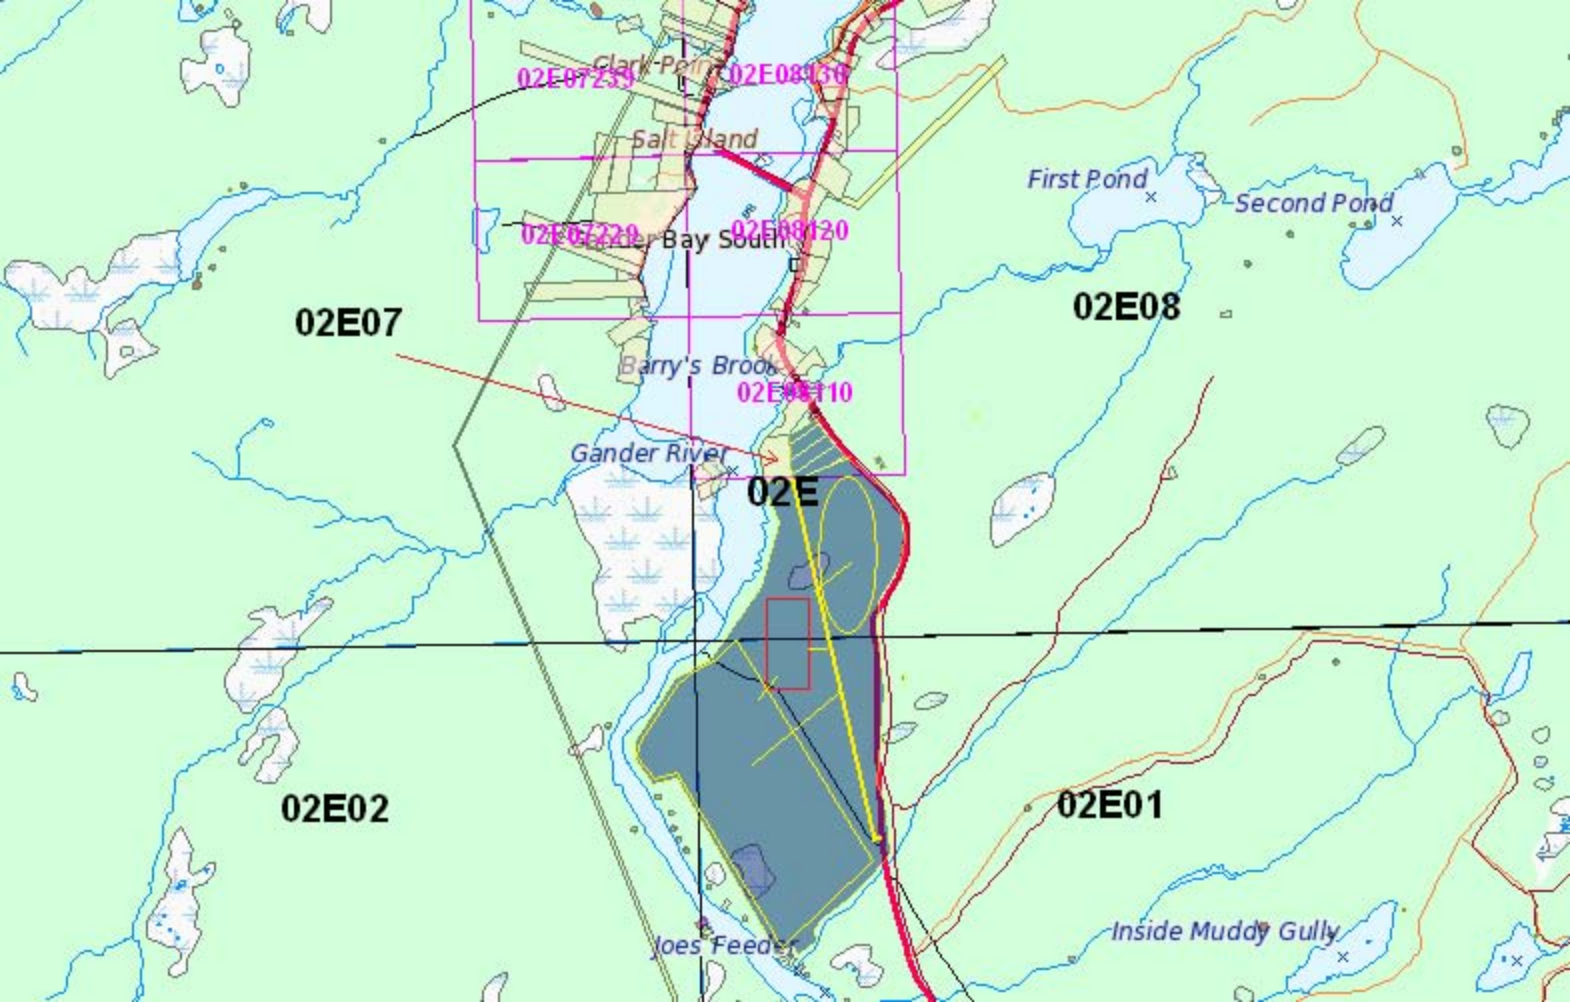 Clark Point
02E07239
02E08130
Salt Island
First Pond
Second Pond
02E07229
02E08120
Gander Bay South
02E07
02E08
Barry's Brook
02E08110
Gander River
02E
02E02
02E01
Joes Feeder
Inside Muddy Gully